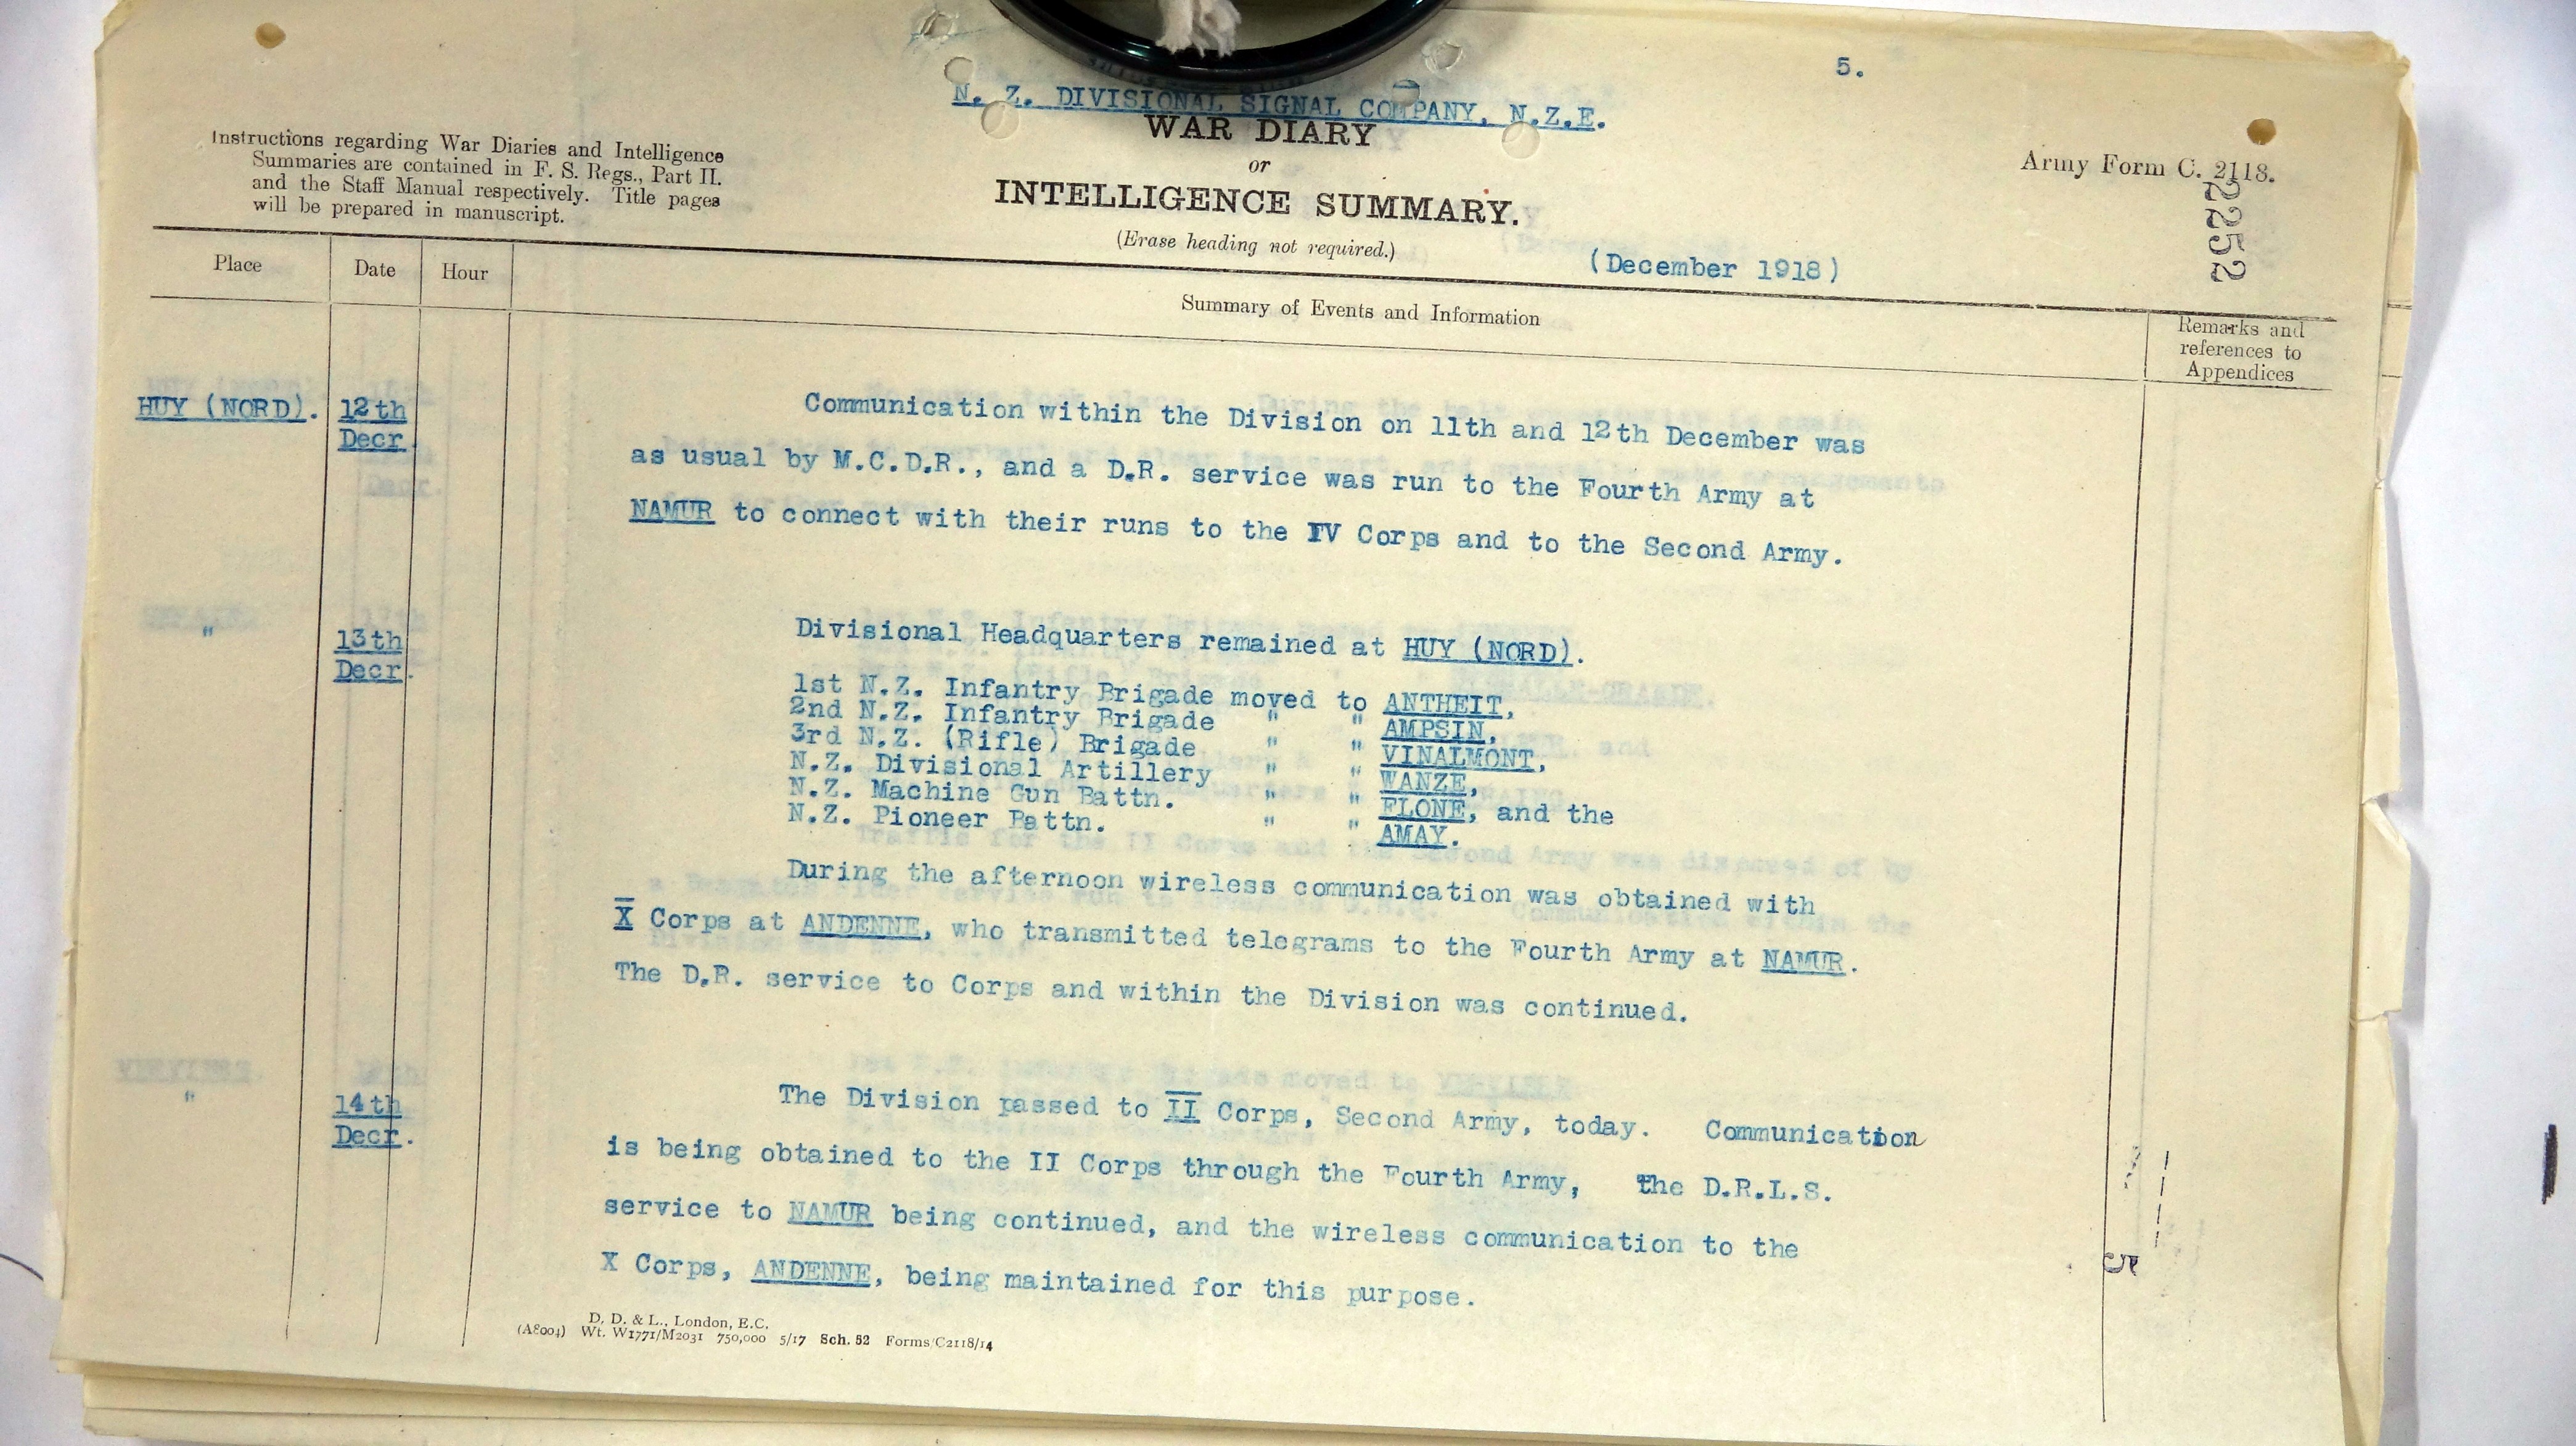 5.
N. Z. DIVISIONAL SIGNAL COMPANY, N.Z.E.
Instructions regarding War Diaries and Intelligence
Summaries are contained in F. S. Regs., Part II.
and the Staff Manual respectively. Title pages
will be prepared in manuscript.
WAR DIARY
or
INTELLIGENCE SUMMARY.
(Erase heading not required.)
(December 1918)
Army Form C. 2118.
2252
Place
Date
Hour
Summary of Events and Information
Remarks and
references to
Appendices
HUY (NORD).
12th
Decr.
Communication within the Division on 11th and 12th December was
as usual by M.C.D.R., and a D.R. service was run to the Fourth Army at
NAMUR to connect with their runs to the IV Corps and to the Second Army.
"
13th
Decr.
Divisional Headquarters remained at HUY (NORD).
1st N.Z. Infantry Brigade moved to ANTHEIT,
2nd N.Z. Infantry Brigade " " AMPSIN,
3rd N.Z. (Rifle) Brigade " " VINALMONT,
N.Z. Divisional Artillery " " WANZE,
N.Z. Machine Gun Battn. " " FLONE, and the
N.Z. Pioneer Battn. " " AMAY.
During the afternoon wireless communication was obtained with
X Corps at ANDENNE, who transmitted telegrams to the Fourth Army at NAMUR.
The D.R. service to Corps and within the Division was continued.
"
14th
Decr.
The Division passed to II Corps, Second Army, today. Communication
is being obtained to the II Corps through the Fourth Army, the D.R.L.S.
service to NAMUR being continued, and the wireless communication to the
X Corps, ANDENNE, being maintained for this purpose.
5
D. D. & L., London, E.C.
(A8004) Wt. W1771/M2031 750,000 5/17 Sch. 52 Forms/C2118/14